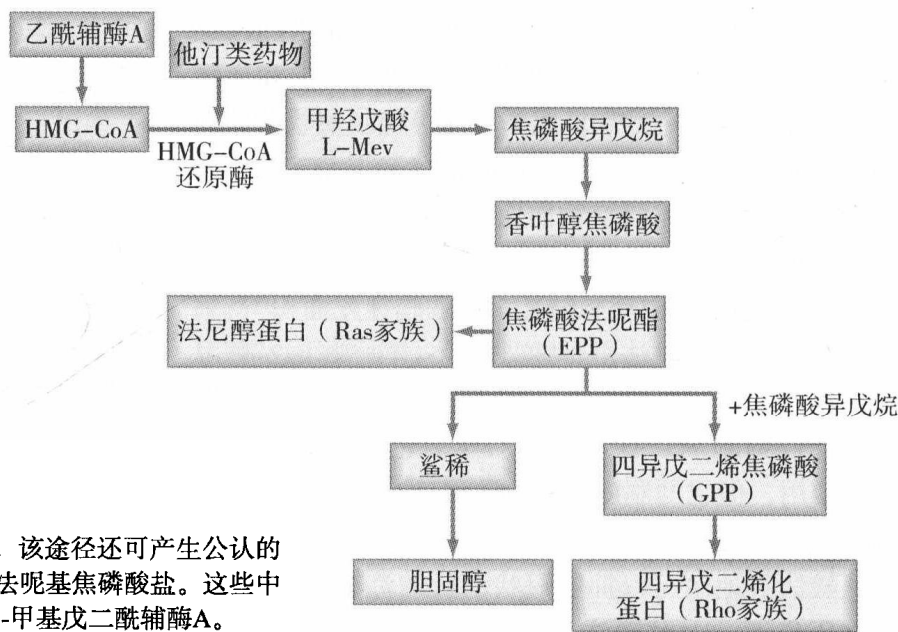 乙酰辅酶A
他汀类药物
HMG-CoA
HMG-CoA
还原酶
甲羟戊酸
L-Mev
焦磷酸异戊烷
香叶醇焦磷酸
法尼醇蛋白(Ras家族)
焦磷酸法呢酯
(EPP)
+焦磷酸异戊烷
鲨稀
四异戊二烯焦磷酸
(GPP)
胆固醇
四异戊二烯化
蛋白(Rho家族)
该途径还可产生公认的
法呢基焦磷酸盐。这些中
-甲基戊二酰辅酶A。